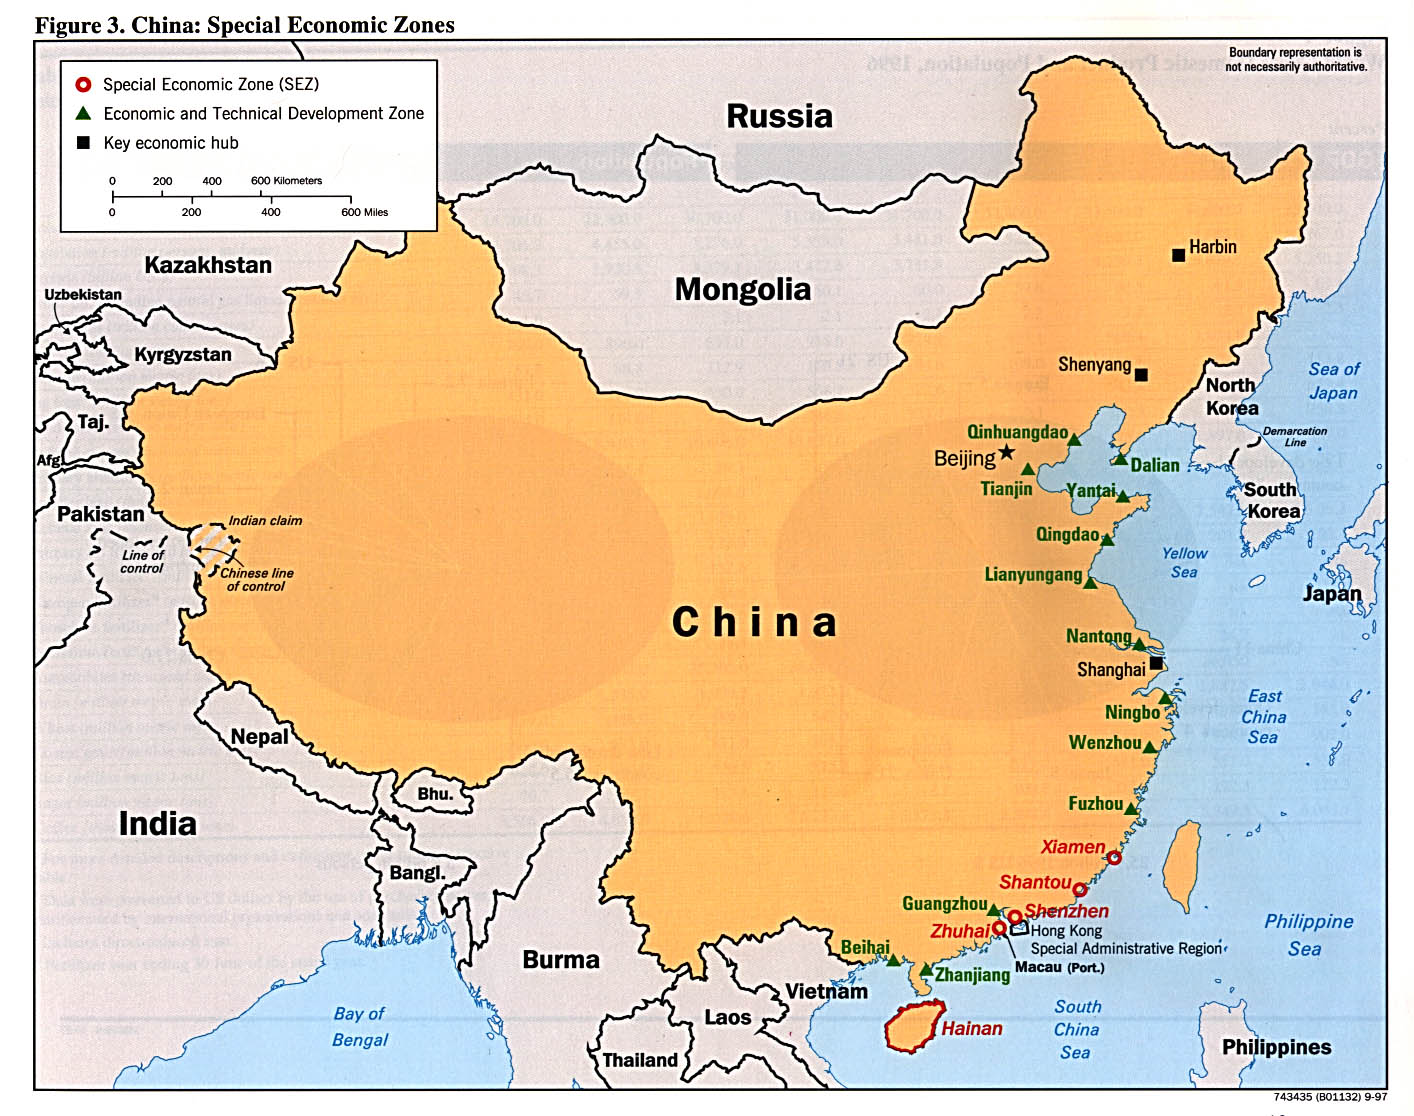 Figure 3. China: Special Economic Zones
Boundary representation is
not necessarily authoritative.
Special Economic Zone (SEZ)
Economic and Technical Development Zone
Key economic hub
0 200 400 600 Kilometers
0 200 400 600 Miles
Russia
Kazakhstan
Mongolia
Harbin
Uzbekistan
Kyrgyzstan
Shenyang
Sea of
Japan
North
Korea
Taj.
Qinhuangdao
Demarcation
Line
Beijing
Dalian
Afg.
Tianjin
Yantai
South
Korea
Pakistan
Indian claim
Qingdao
Line of
control
Yellow
Sea
Chinese line
of control
Lianyungang
Japan
China
Nantong
Shanghai
East
China
Sea
Ningbo
Nepal
Wenzhou
Bhu.
Fuzhou
India
Xiamen
Bangl.
Shantou
Guangzhou
Shenzhen
Zhuhai
Hong Kong
Special Administrative Region
Philippine
Sea
Beihai
Macau (Port.)
Burma
Zhanjiang
Vietnam
Bay of
Bengal
Laos
Hainan
South
China
Sea
Thailand
Philippines
743435 (B01132) 9-97